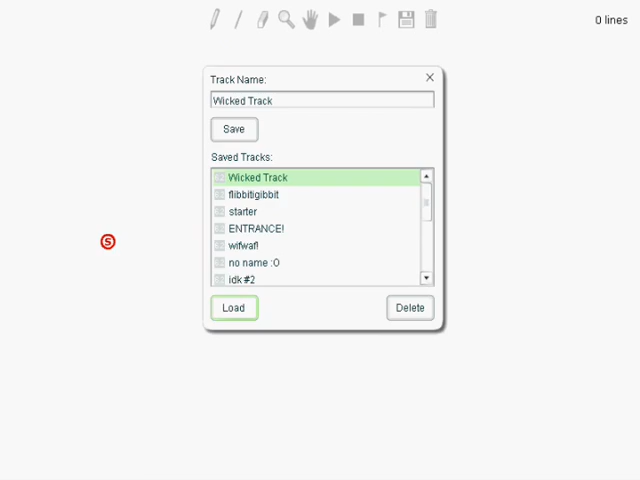 0 lines
Track Name:
Wicked Track
Save
Saved Tracks:
Wicked Track
flibbitigibbit
starter
ENTRANCE!
wifwaf!
no name :O
idk #2
S
Load
Delete